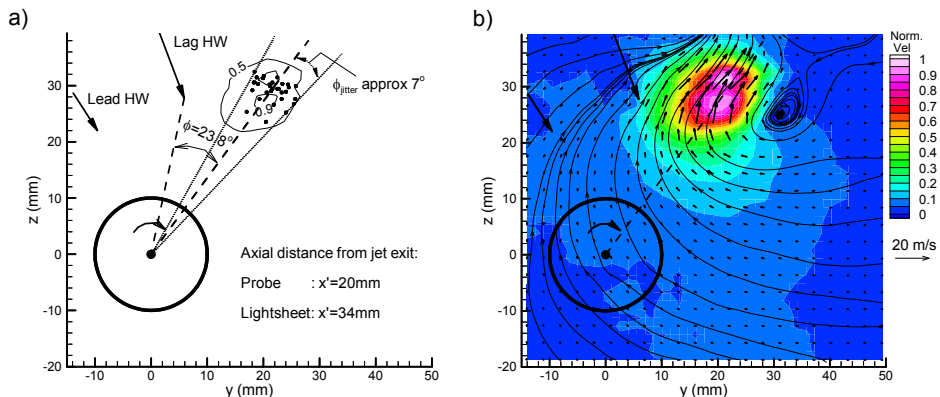 a)
Lag HW
Lead HW
0.5
0.9
ϕ=23.8°
ϕjitter approx 7°
Axial distance from jet exit:
Probe : x'=20mm
Lightsheet: x'=34mm
z (mm)
30
20
10
0
-10
-20
-10 0 10 20 30 40 50
y (mm)
b)
z (mm)
30
20
10
0
-10
-20
-10 0 10 20 30 40 50
y (mm)
Norm.
Vel
1
0.9
0.8
0.7
0.6
0.5
0.4
0.3
0.2
0.1
0
20 m/s